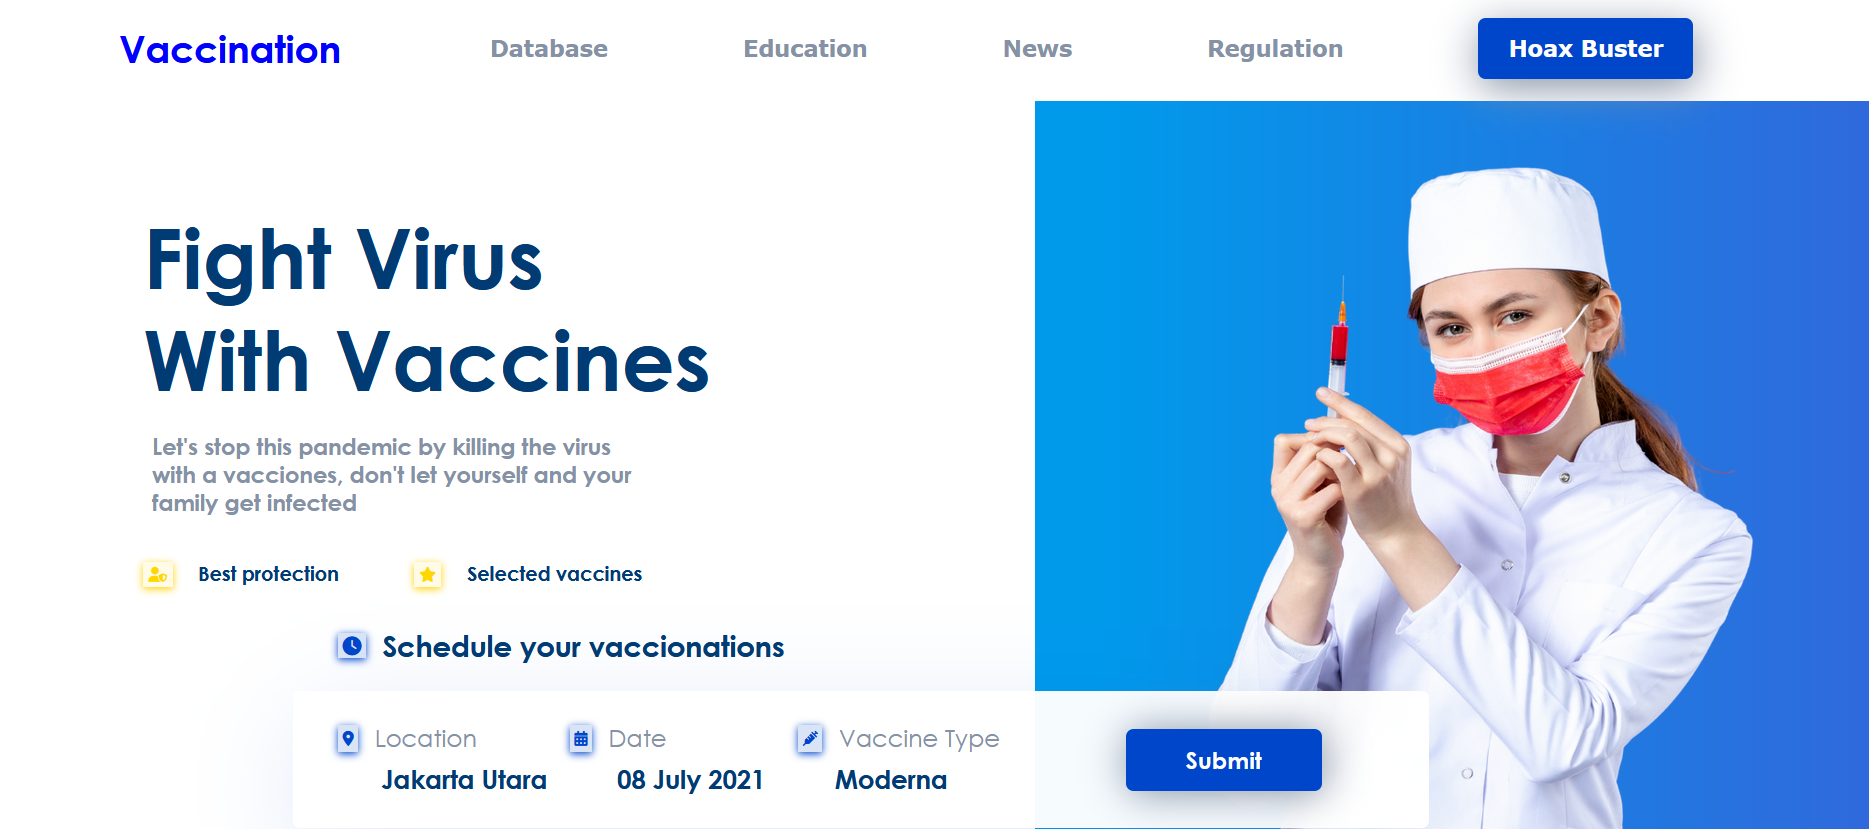 Vaccination
Database
Education
News
Regulation
Hoax Buster
Fight Virus
With Vaccines
Let's stop this pandemic by killing the virus
with a vacciones, don't let yourself and your
family get infected
Best protection
Selected vaccines
Schedule your vaccionations
Location
Date
Vaccine Type
Jakarta Utara
08 July 2021
Moderna
Submit